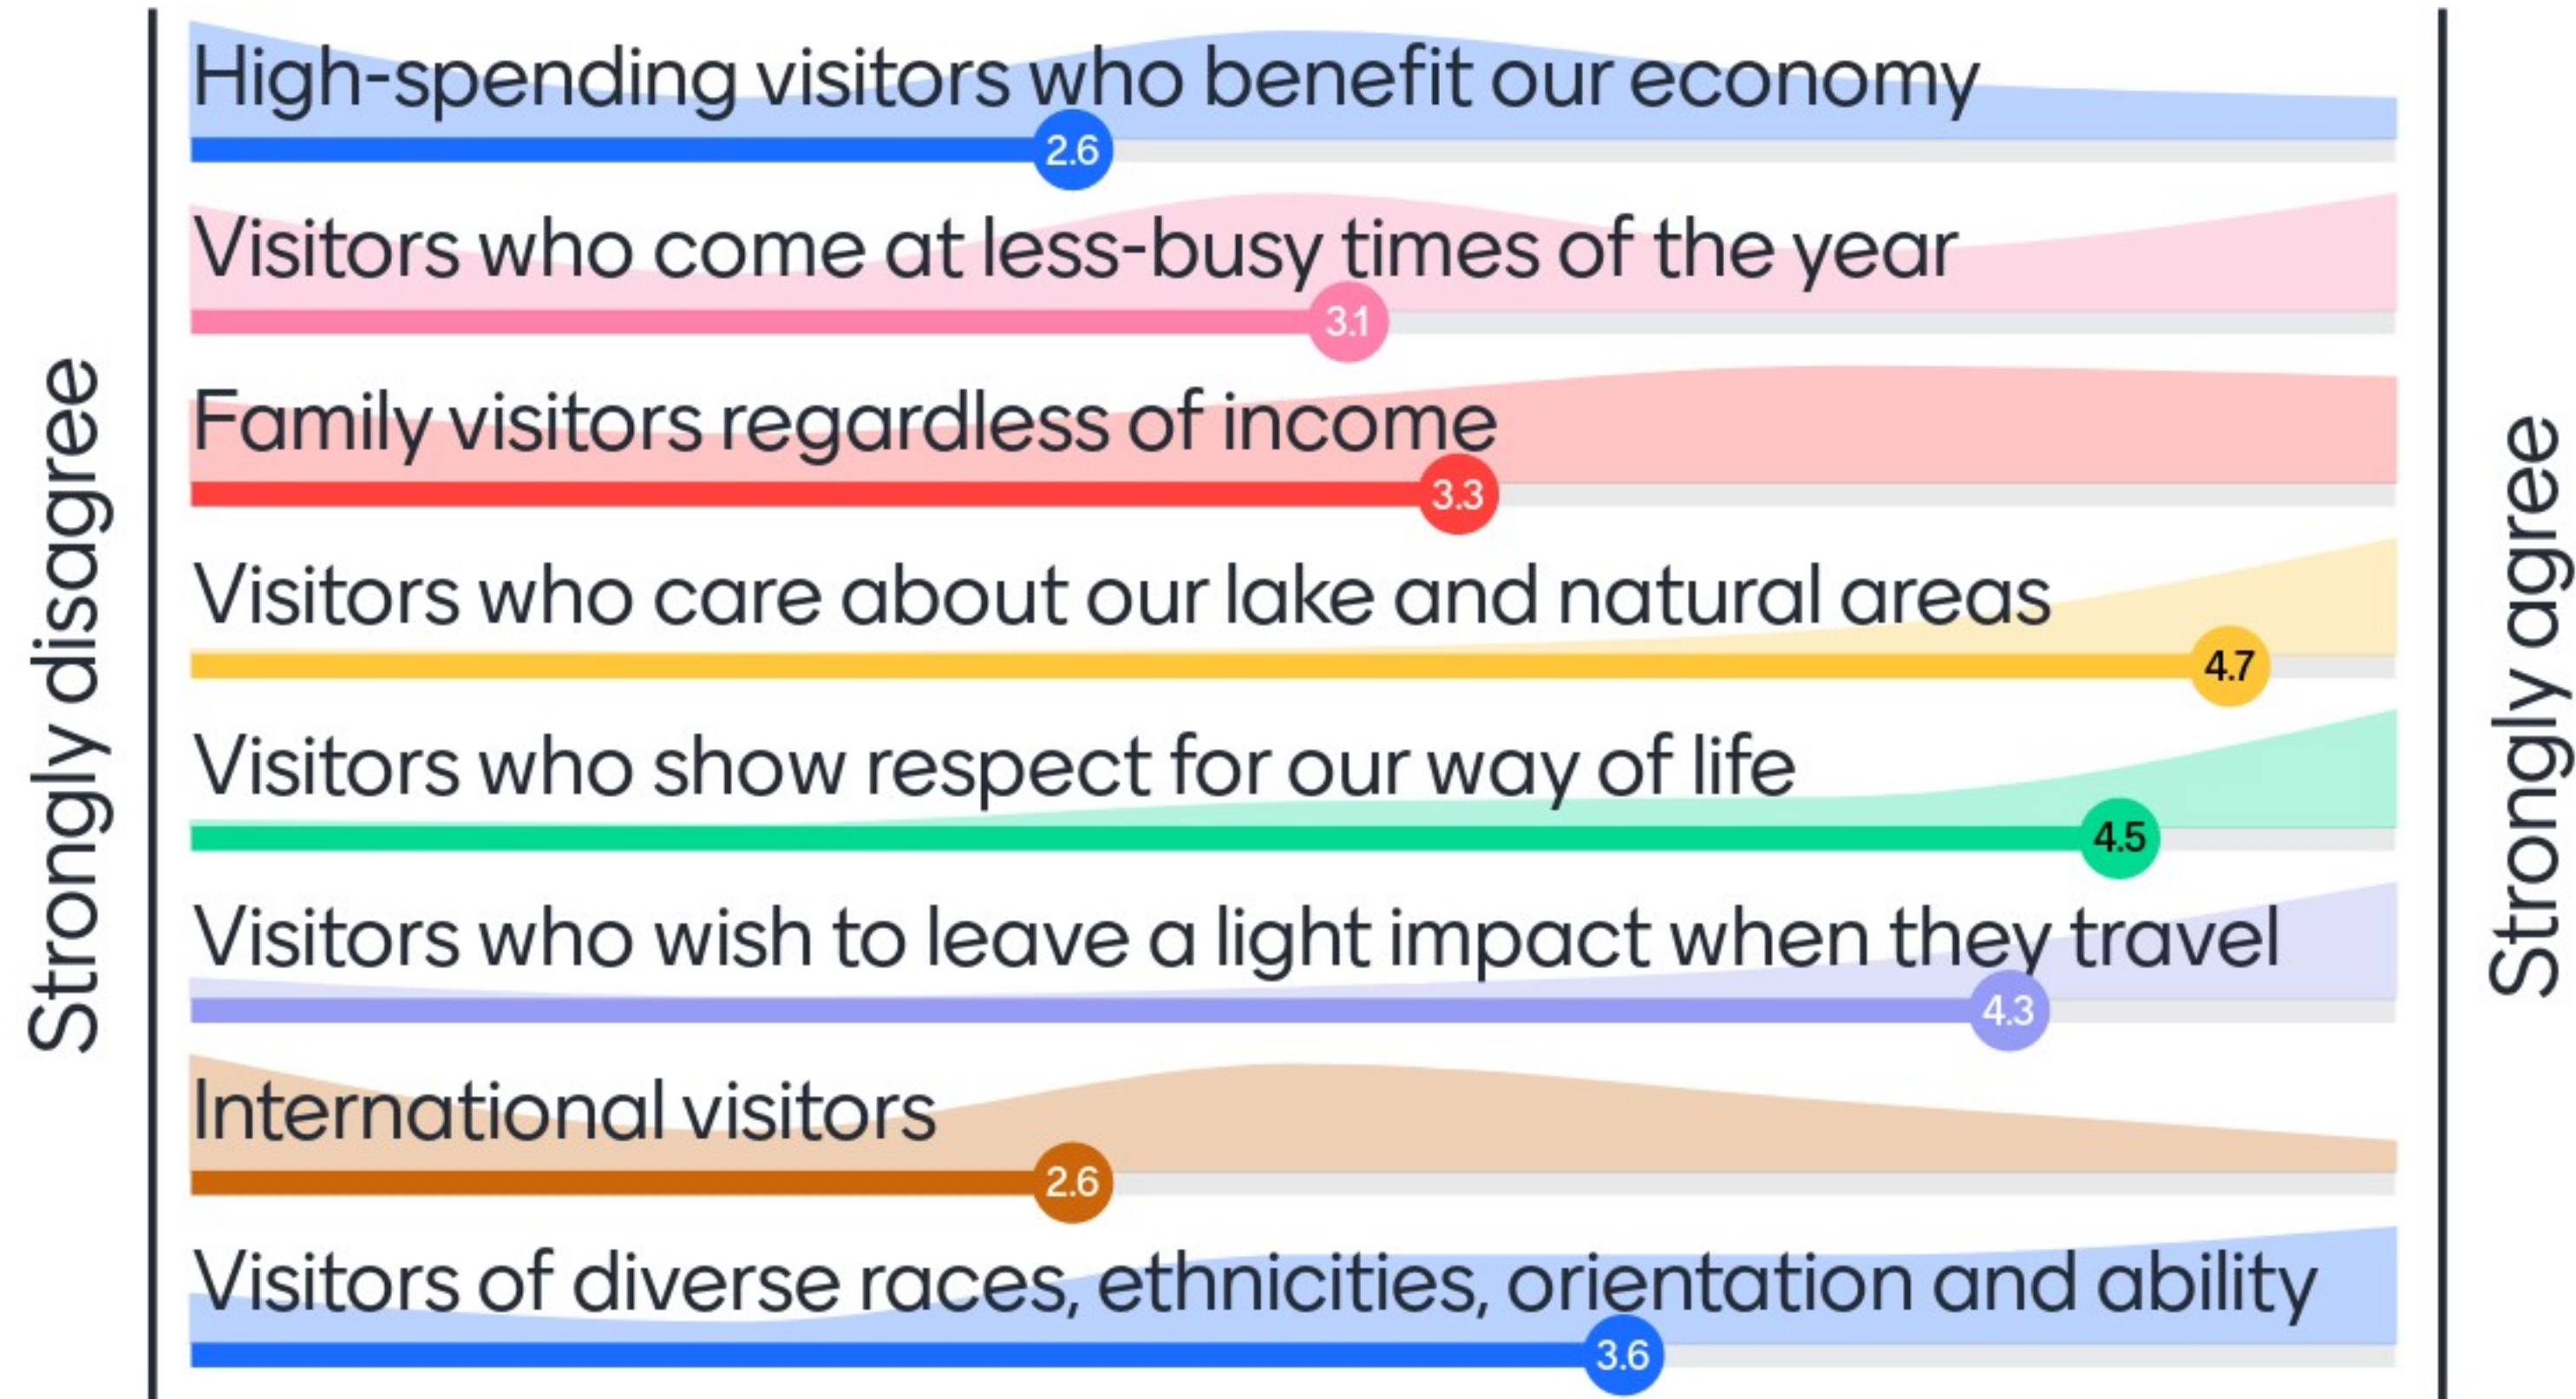 Strongly disagree
High-spending visitors who benefit our economy
2.6
Visitors who come at less-busy times of the year
3.1
Family visitors regardless of income
3.3
Visitors who care about our lake and natural areas
4.7
Visitors who show respect for our way of life
4.5
Visitors who wish to leave a light impact when they travel
4.3
International visitors
2.6
Visitors of diverse races, ethnicities, orientation and ability
3.6
Strongly agree